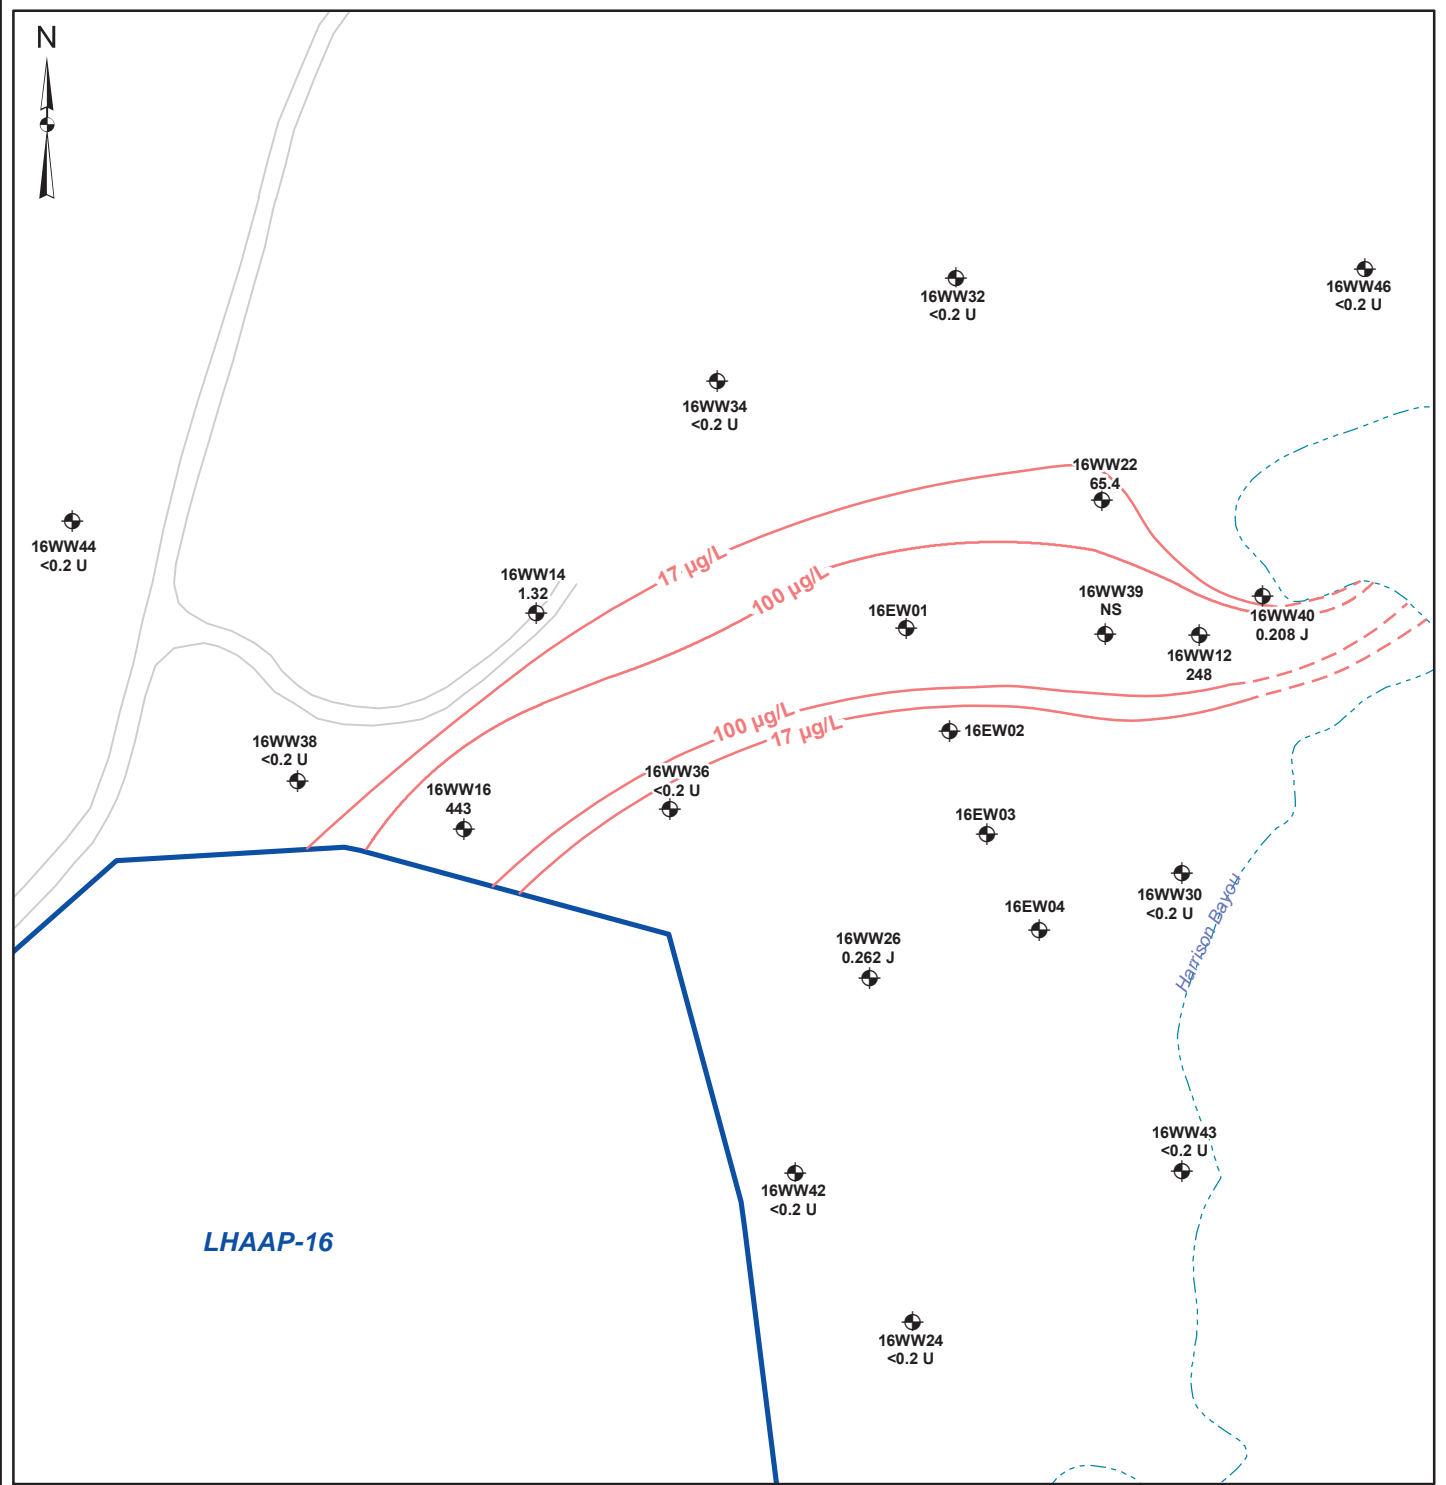 N
16WW32
<0.2 U
16WW46
<0.2 U
16WW34
<0.2 U
16WW22
65.4
16WW44
<0.2 U
17 µg/L
100 µg/L
16WW14
1.32
16EW01
16WW39
NS
16WW40
0.208 J
16WW12
248
100 µg/L
17 µg/L
16EW02
16WW38
<0.2 U
16WW36
<0.2 U
16WW16
443
16EW03
16WW30
<0.2 U
16EW04
16WW26
0.262 J
Harrison Bayou
16WW43
<0.2 U
16WW42
<0.2 U
LHAAP-16
16WW24
<0.2 U